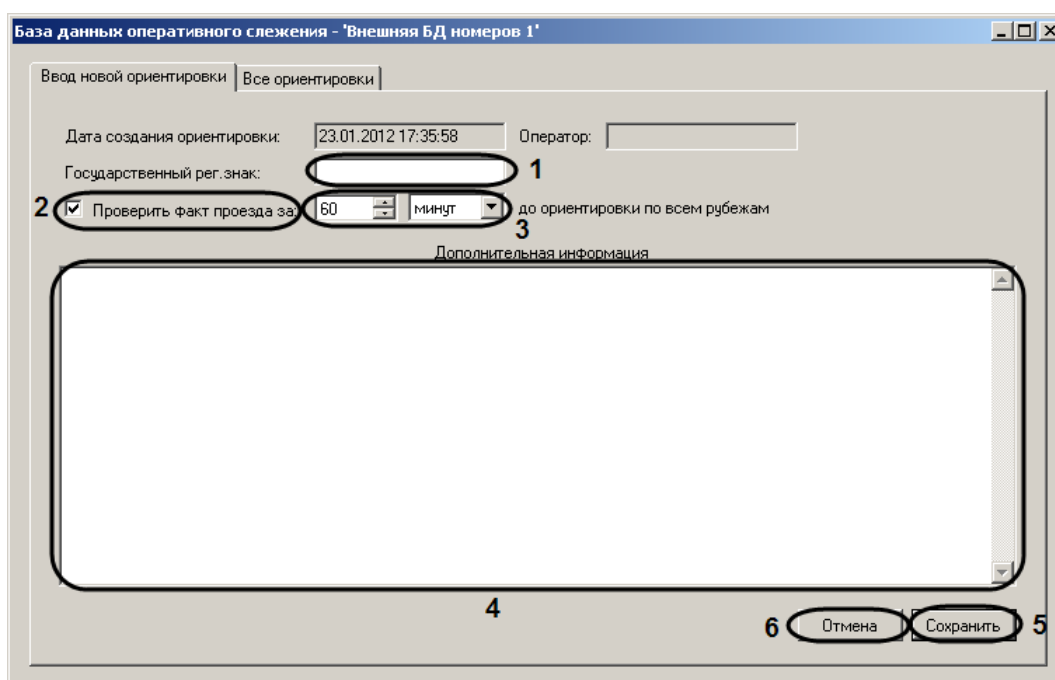 База данных оперативного слежения - 'Внешняя БД номеров 1'
Ввод новой ориентировки Все ориентировки
Дата создания ориентировки: 23.01.2012 17:35:58 Оператор:
Государственный рег.знак: 1
2 Проверить факт проезда за: 60 минут до ориентировки по всем рубежам
3
Дополнительная информация
4
6 Отмена Сохранить 5